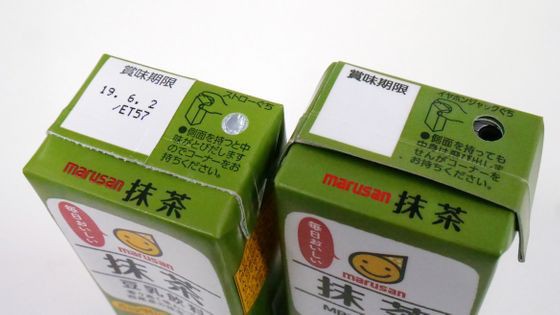 賞味期限
19. 6. 2
/ET57
ストローぐち
●側面を持つと中
味がとびだします
のでコーナーをお
持ちください。
marusan 抹茶
毎日おいしい
marusan
抹茶
豆乳飲料
賞味期限
イヤホンジャックぐち
●側面を持っても
中身は飛び出しま
せんがコーナーを
お持ちください。
marusan 抹茶
毎日おいしい
marusan
抹茶